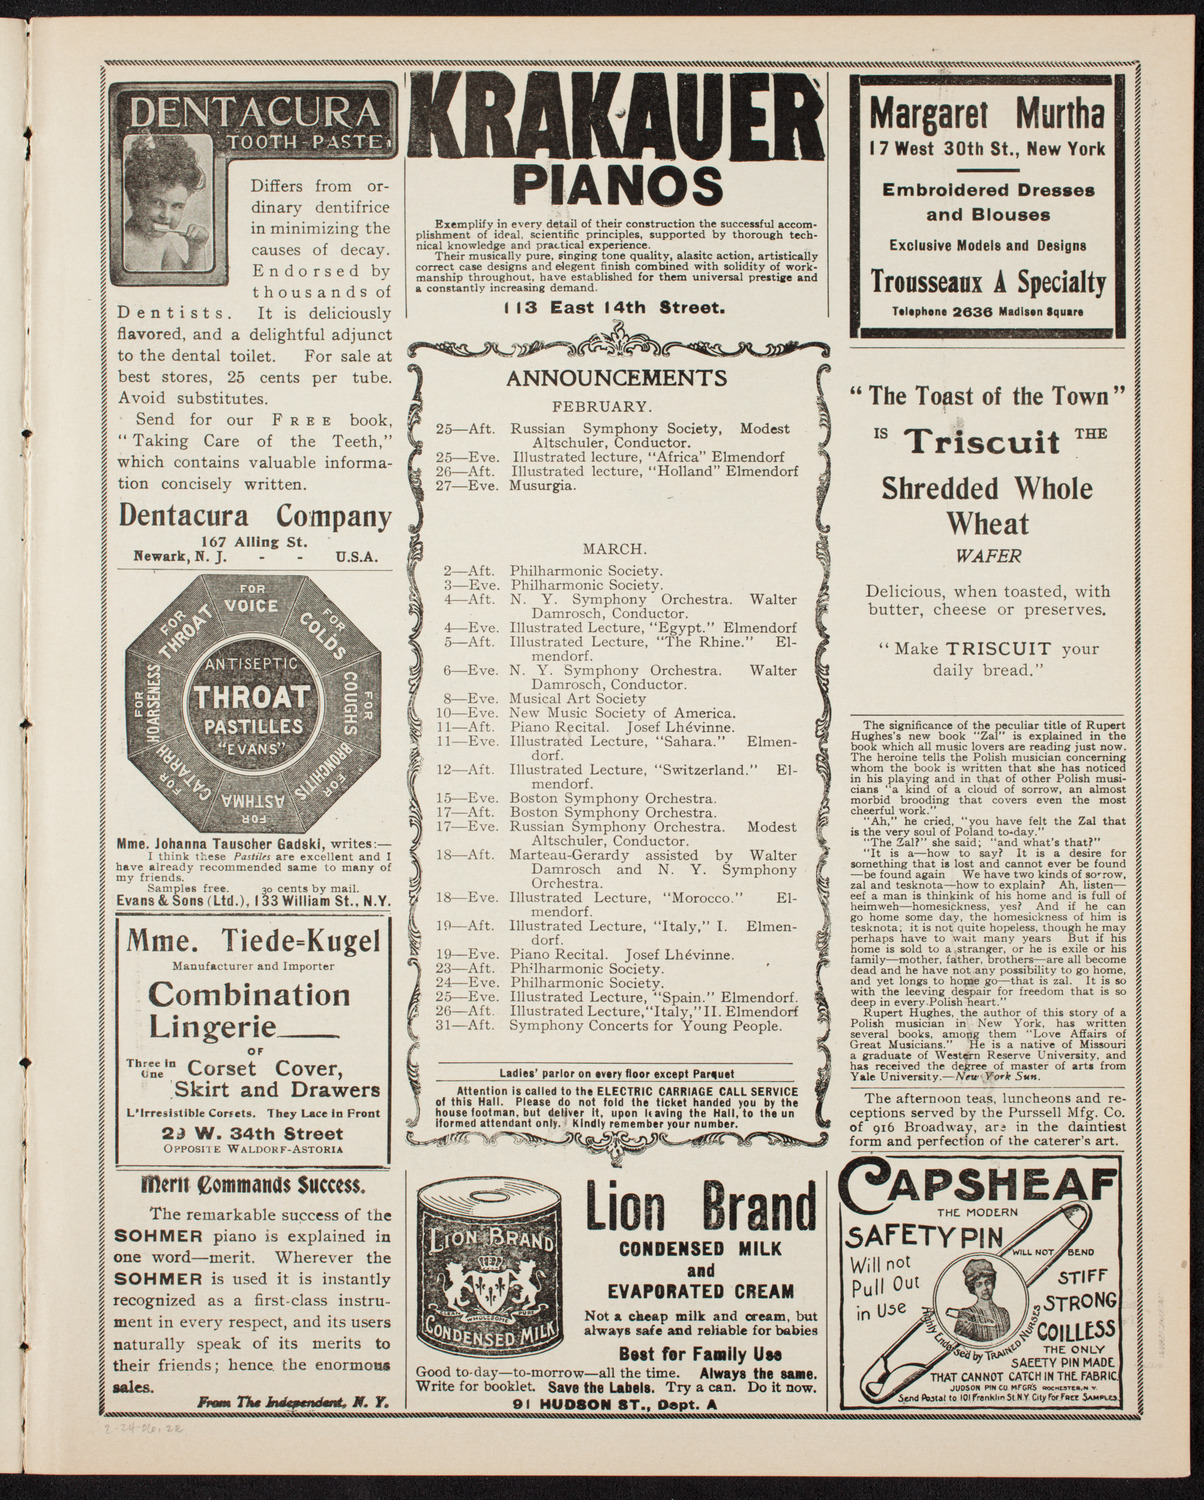 DENTACURA
TOOTH-PASTE
Differs from or-
dinary dentifrice
in minimizing the
causes of decay.
Endorsed by
thousands of
Dentists. It is deliciously
flavored, and a delightful adjunct
to the dental toilet. For sale at
best stores, 25 cents per tube.
Avoid substitutes.
Send for our FREE book,
"Taking Care of the Teeth,"
which contains valuable informa-
tion concisely written.
Dentacura Company
167 Alling St.
Newark, N. J. - - U.S.A.
FOR VOICE
FOR COLDS
FOR COUGHS
FOR BRONCHITIS
FOR ASTHMA
FOR CATARRH
FOR HOARSENESS
FOR THROAT
ANTISEPTIC
THROAT
PASTILLES
"EVANS"
Mme. Johanna Tauscher Gadski, writes:—
I think these Pastiles are excellent and I
have already recommended same to many of
my friends.
Samples free. 30 cents by mail.
Evans & Sons (Ltd.), 133 William St., N.Y.
Mme. Tiede=Kugel
Manufacturer and Importer
Combination
Lingerie
OF
Three in One Corset Cover,
Skirt and Drawers
L'Irresistible Corsets. They Lace in Front
29 W. 34th Street
OPPOSITE WALDORF-ASTORIA
Merit Commands Success.
The remarkable success of the
SOHMER piano is explained in
one word—merit. Wherever the
SOHMER is used it is instantly
recognized as a first-class instru-
ment in every respect, and its users
naturally speak of its merits to
their friends; hence the enormous
sales.
From The Independent, N. Y.
KRAKAUER
PIANOS
Exemplify in every detail of their construction the successful accom-
plishment of ideal, scientific principles, supported by thorough tech-
nical knowledge and practical experience.
Their musically pure, singing tone quality, alasitc action, artistically
correct case designs and elegent finish combined with solidity of work-
manship throughout, have established for them universal prestige and
a constantly increasing demand.
113 East 14th Street.
ANNOUNCEMENTS
FEBRUARY.
25—Aft. Russian Symphony Society, Modest
Altschuler, Conductor.
25—Eve. Illustrated lecture, "Africa" Elmendorf
26—Aft. Illustrated lecture, "Holland" Elmendorf
27—Eve. Musurgia.
MARCH.
2—Aft. Philharmonic Society.
3—Eve. Philharmonic Society.
4—Aft. N. Y. Symphony Orchestra. Walter
Damrosch, Conductor.
4—Eve. Illustrated Lecture, "Egypt." Elmendorf
5—Aft. Illustrated Lecture, "The Rhine." El-
mendorf.
6—Eve. N. Y. Symphony Orchestra. Walter
Damrosch, Conductor.
8—Eve. Musical Art Society
10—Eve. New Music Society of America.
11—Aft. Piano Recital. Josef Lhévinne.
11—Eve. Illustrated Lecture, "Sahara." Elmen-
dorf.
12—Aft. Illustrated Lecture, "Switzerland." El-
mendorf.
15—Eve. Boston Symphony Orchestra.
17—Aft. Boston Symphony Orchestra.
17—Eve. Russian Symphony Orchestra. Modest
Altschuler, Conductor.
18—Aft. Marteau-Gerardy assisted by Walter
Damrosch and N. Y. Symphony
Orchestra.
18—Eve. Illustrated Lecture, "Morocco." El-
mendorf.
19—Aft. Illustrated Lecture, "Italy," I. Elmen-
dorf.
19—Eve. Piano Recital. Josef Lhévinne.
23—Aft. Philharmonic Society.
24—Eve. Philharmonic Society.
25—Eve. Illustrated Lecture, "Spain." Elmendorf.
26—Aft. Illustrated Lecture, "Italy," II. Elmendorf
31—Aft. Symphony Concerts for Young People.
Ladies' parlor on every floor except Parquet
Attention is called to the ELECTRIC CARRIAGE CALL SERVICE
of this Hall. Please do not fold the ticket handed you by the
house footman, but deliver it, upon leaving the Hall, to the un
iformed attendant only. Kindly remember your number.
LION BRAND
CLEAN WHOLESOME PURE
CONDENSED MILK
Lion Brand
CONDENSED MILK
and
EVAPORATED CREAM
Not a cheap milk and cream, but
always safe and reliable for babies
Best for Family Use
Good to-day—to-morrow—all the time. Always the same.
Write for booklet. Save the Labels. Try a can. Do it now.
91 HUDSON ST., Dept. A
Margaret Murtha
17 West 30th St., New York
Embroidered Dresses
and Blouses
Exclusive Models and Designs
Trousseaux A Specialty
Telephone 2636 Madison Square
"The Toast of the Town"
IS Triscuit THE
Shredded Whole
Wheat
WAFER
Delicious, when toasted, with
butter, cheese or preserves.
"Make TRISCUIT your
daily bread."
The significance of the peculiar title of Rupert
Hughes's new book "Zal" is explained in the
book which all music lovers are reading just now.
The heroine tells the Polish musician concerning
whom the book is written that she has noticed
in his playing and in that of other Polish musi-
cians "a kind of a cloud of sorrow, an almost
morbid brooding that covers even the most
cheerful work."
"Ah," he cried, "you have felt the Zal that
is the very soul of Poland to-day."
"The Zal?" she said; "and what's that?"
"It is a—how to say? It is a desire for
something that is lost and cannot ever be found
—be found again We have two kinds of sorrow,
zal and tesknota—how to explain? Ah, listen—
eef a man is thinkink of his home and is full of
heimweh—homesickness, yes? And if he can
go home some day, the homesickness of him is
tesknota; it is not quite hopeless, though he may
perhaps have to wait many years But if his
home is sold to a stranger, or he is exile or his
family—mother, father, brothers—are all become
dead and he have not any possibility to go home,
and yet longs to home go—that is zal. It is so
with the leeving despair for freedom that is so
deep in every Polish heart."
Rupert Hughes, the author of this story of a
Polish musician in New York, has written
several books, among them "Love Affairs of
Great Musicians." He is a native of Missouri
a graduate of Western Reserve University, and
has received the degree of master of arts from
Yale University.—New York Sun.
The afternoon teas, luncheons and re-
ceptions served by the Purssell Mfg. Co.
of 916 Broadway, are in the daintiest
form and perfection of the caterer's art.
CAPSHEAF
THE MODERN
SAFETY PIN
WILL NOT BEND
Will not
Pull Out
in Use
STIFF
STRONG
COILLESS
Highly Endorsed by TRAINED NURSES
THE ONLY
SAFETY PIN MADE
THAT CANNOT CATCH IN THE FABRIC.
JUDSON PIN CO MFGRS ROCHESTER, N. Y.
Send Postal to 101 Franklin St. N.Y. City for FREE SAMPLES